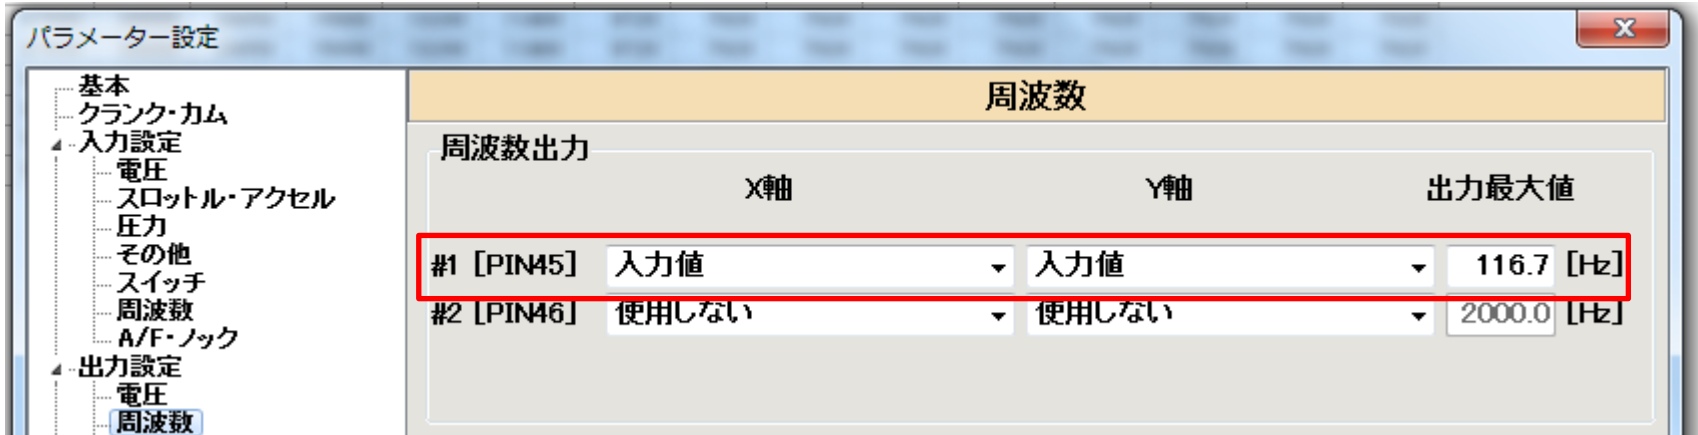 パラメーター設定
基本
クランク・カム
入力設定
電圧
スロットル・アクセル
圧力
その他
スイッチ
周波数
A/F・ノック
出力設定
電圧
周波数
周波数
周波数出力
X軸 Y軸 出力最大値
#1 [PIN45] 入力値 入力値 116.7 [Hz]
#2 [PIN46] 使用しない 使用しない 2000.0 [Hz]